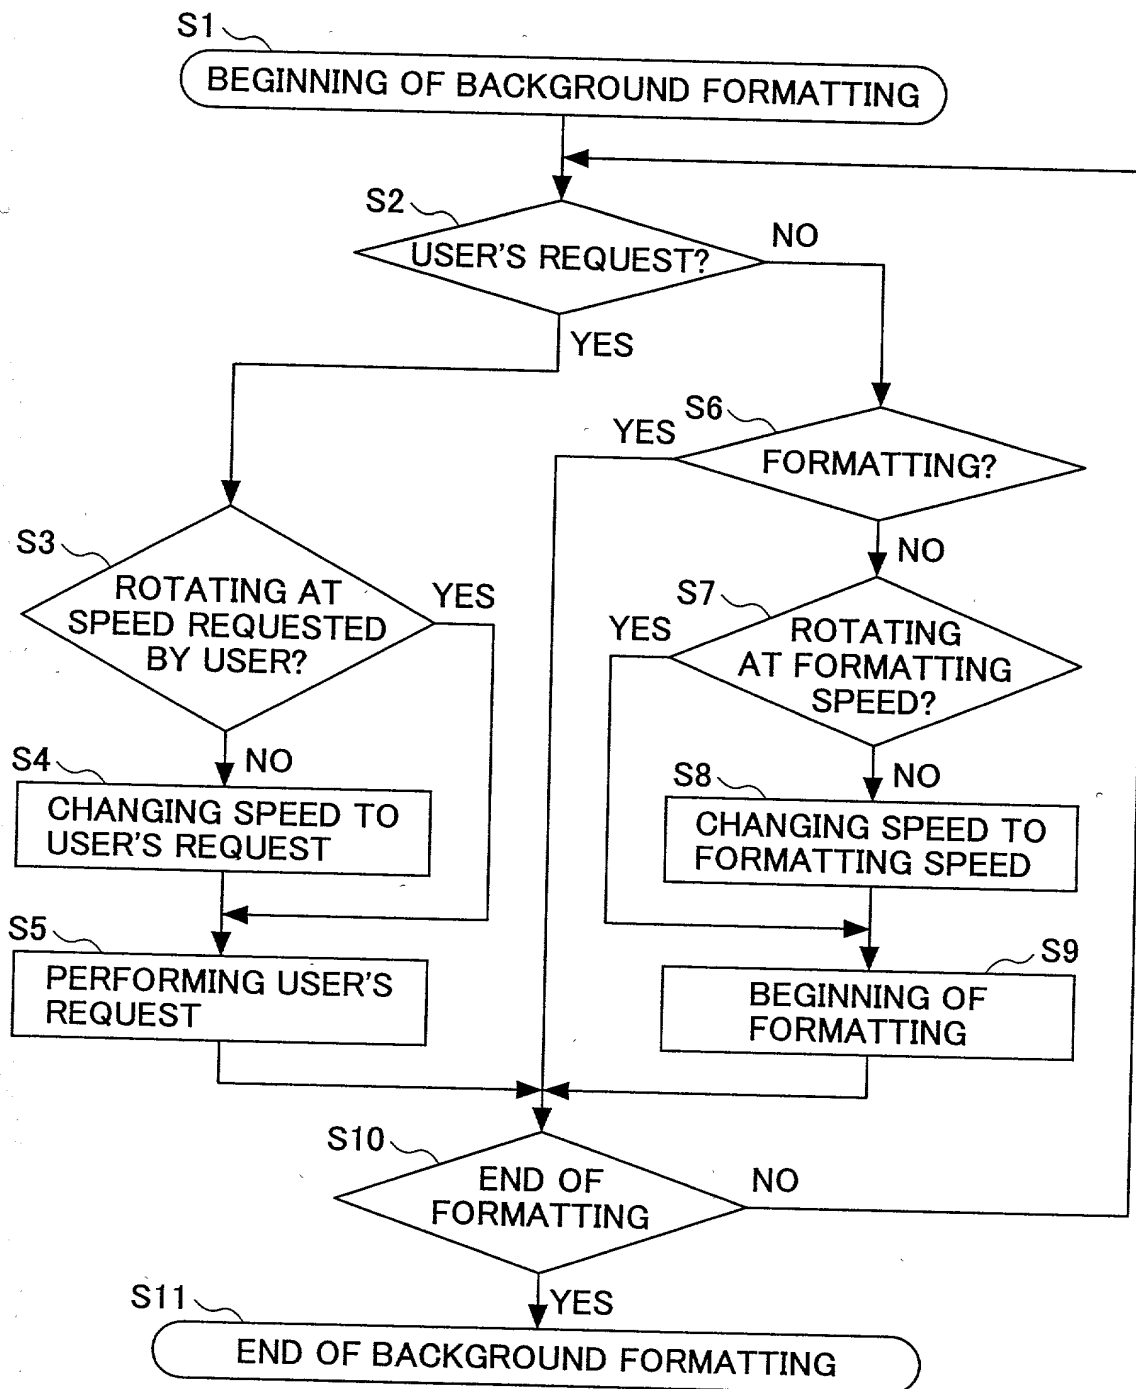 S1
BEGINNING OF BACKGROUND FORMATTING
S2
USER'S REQUEST?
NO
YES
S6
YES
FORMATTING?
NO
S3
ROTATING AT
SPEED REQUESTED
BY USER?
YES
NO
S7
YES
ROTATING
AT FORMATTING
SPEED?
NO
S4
CHANGING SPEED TO
USER'S REQUEST
S8
CHANGING SPEED TO
FORMATTING SPEED
S5
PERFORMING USER'S
REQUEST
S9
BEGINNING OF
FORMATTING
S10
END OF
FORMATTING
NO
YES
S11
END OF BACKGROUND FORMATTING